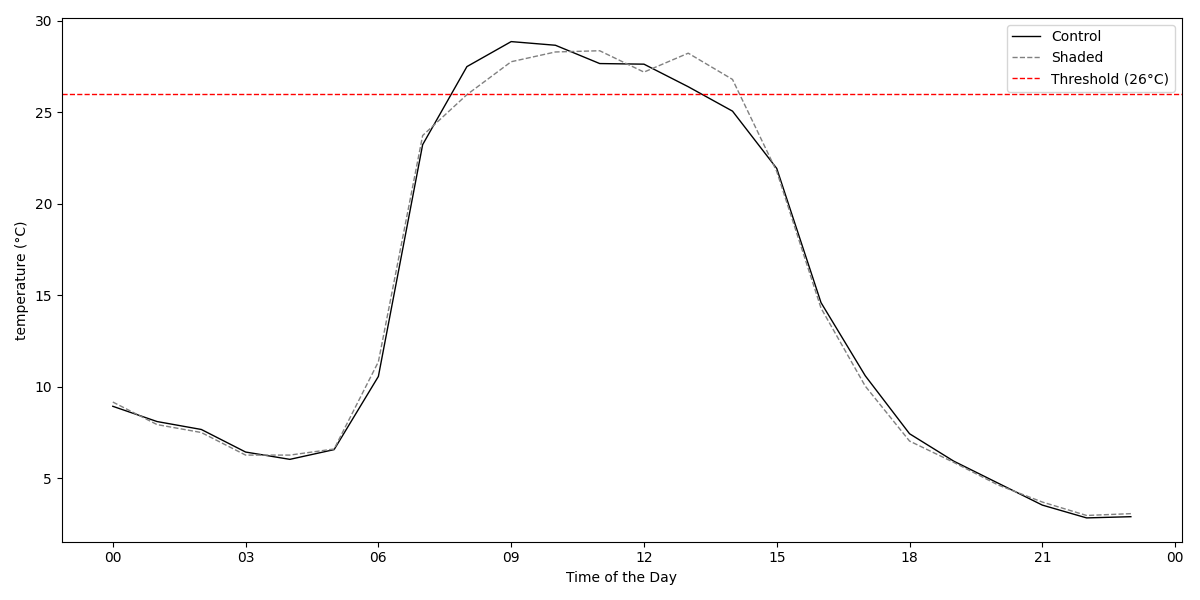 30
25
20
15
10
5
temperature (°C)
Control
Shaded
Threshold (26°C)
00 03 06 09 12 15 18 21 00
Time of the Day